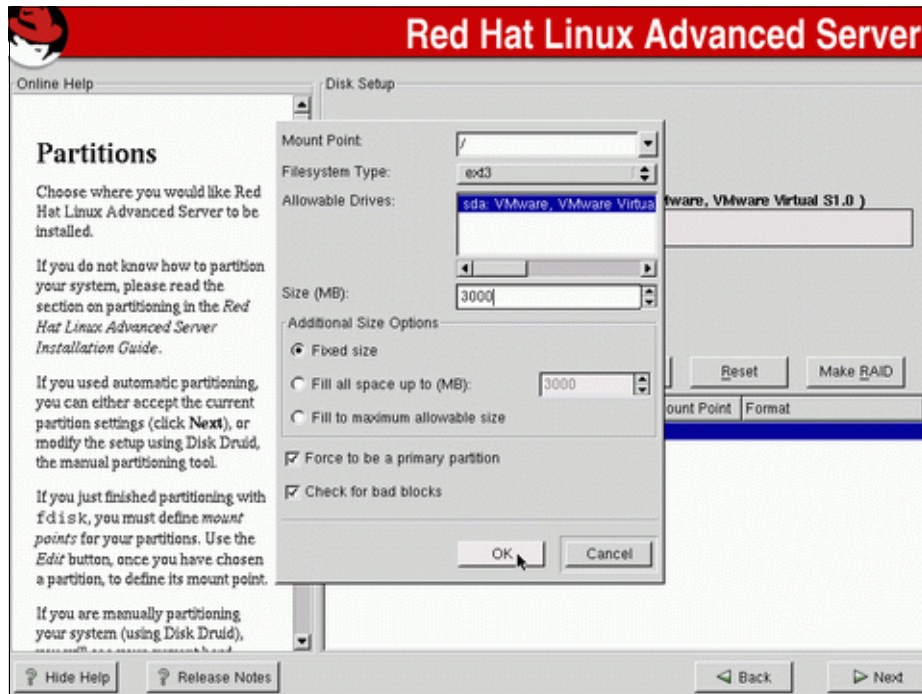 Red Hat Linux Advanced Server
Online Help
Partitions
Choose where you would like Red
Hat Linux Advanced Server to be
installed.
If you do not know how to partition
your system, please read the
section on partitioning in the Red
Hat Linux Advanced Server
Installation Guide.
If you used automatic partitioning,
you can either accept the current
partition settings (click Next), or
modify the setup using Disk Druid,
the manual partitioning tool.
If you just finished partitioning with
fdisk, you must define mount
points for your partitions. Use the
Edit button, once you have chosen
a partition, to define its mount point.
If you are manually partitioning
your system (using Disk Druid),
Disk Setup
Mount Point:
/
Filesystem Type:
ext3
Allowable Drives:
sda: VMware, VMware Virtua
Size (MB):
3000
Additional Size Options
Fixed size
Fill all space up to (MB):
3000
Fill to maximum allowable size
Force to be a primary partition
Check for bad blocks
OK
Cancel
ware, VMware Virtual S1.0 )
Reset
Make RAID
ount Point
Format
Hide Help
Release Notes
Back
Next